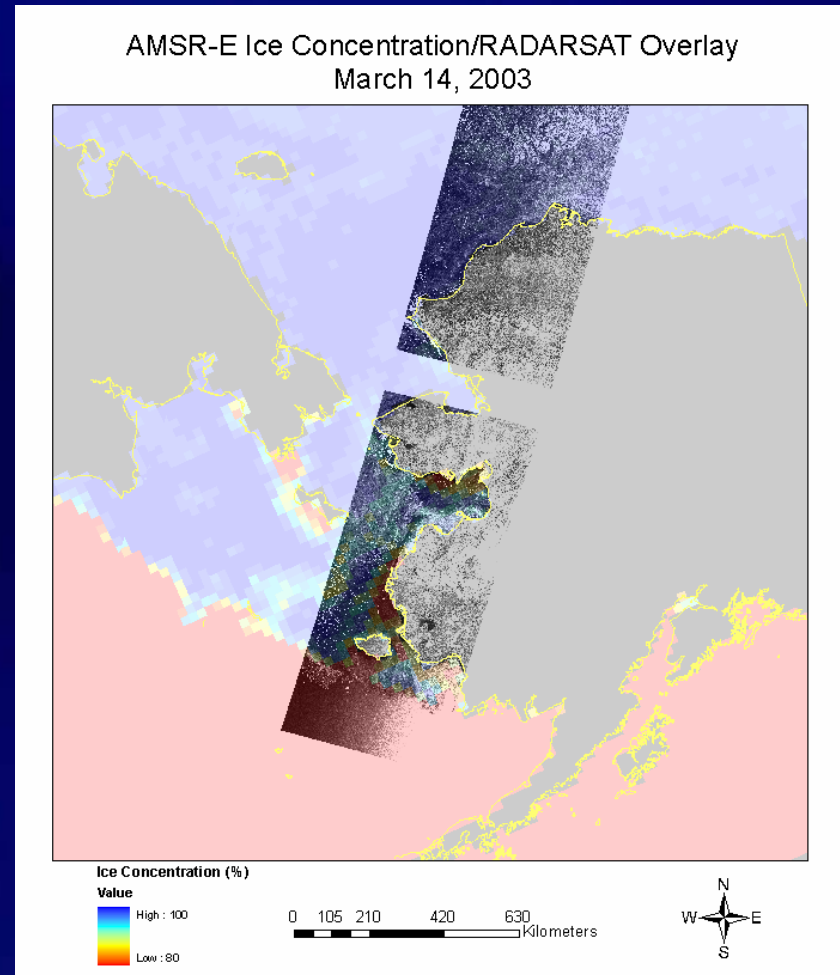 AMSR-E Ice Concentration/RADARSAT Overlay
March 14, 2003
Ice Concentration (%)
Value
High : 100
Low : 80
0 105 210 420 630
Kilometers
N
W E
S